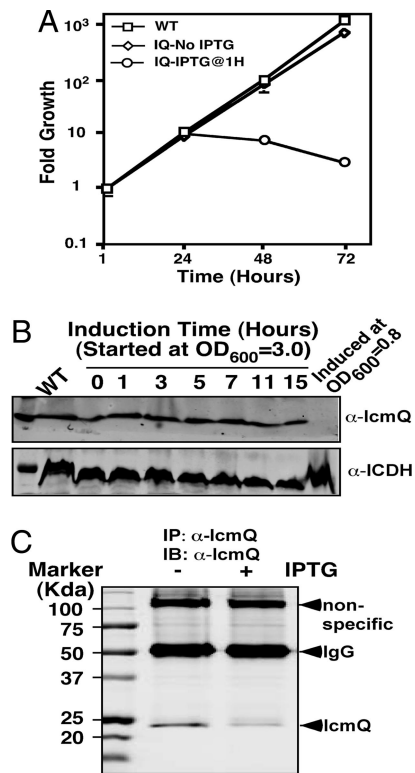 A
WT
IQ-No IPTG
IQ-IPTG@1H
Fold Growth
10³
10²
10
1
0.1
1 24 48 72
Time (Hours)
B
Induction Time (Hours)
(Started at OD₆₀₀=3.0)
WT 0 1 3 5 7 11 15 Induced at OD₆₀₀=0.8
α-IcmQ
α-ICDH
C
IP: α-IcmQ
IB: α-IcmQ
Marker - + IPTG
(Kda)
100
75
50
37
25
20
non-
specific
IgG
IcmQ